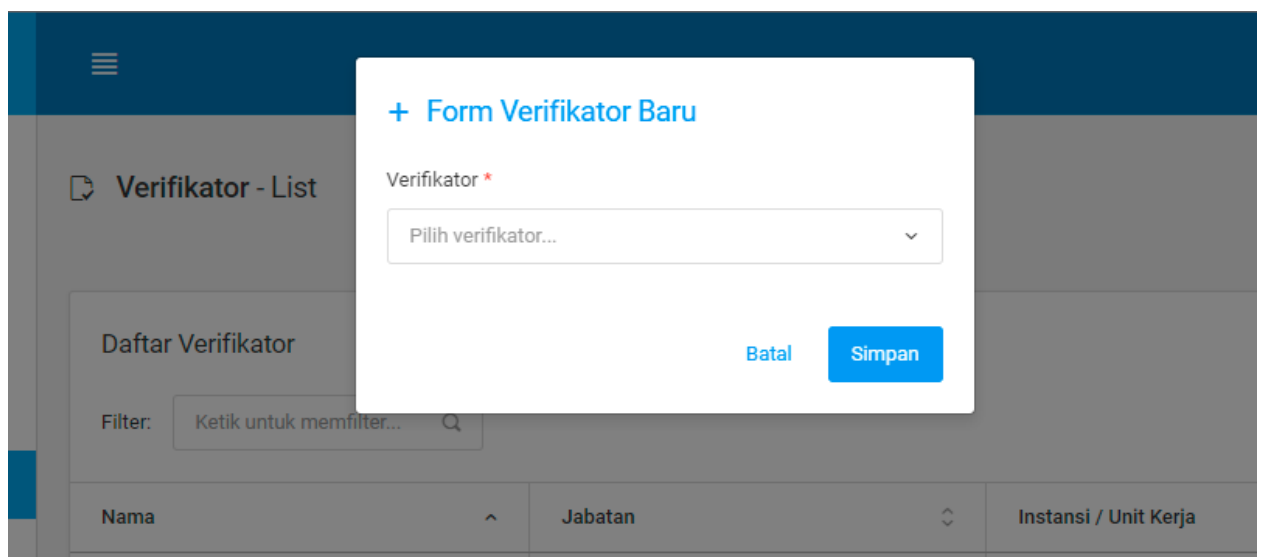 + Form Verifikator Baru
Verifikator - List
Verifikator *
Pilih verifikator...
Daftar Verifikator
Batal
Simpan
Filter:
Ketik untuk memfilter...
Nama
Jabatan
Instansi / Unit Kerja